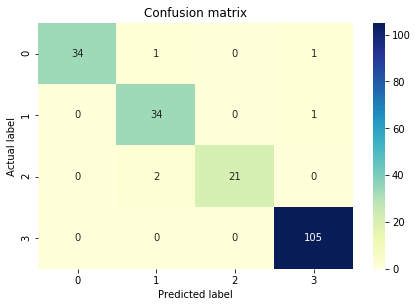 Confusion matrix
0 34 1 0 1
1 0 34 0 1
2 0 2 21 0
3 0 0 0 105
0 1 2 3
Predicted label
Actual label
100
80
60
40
20
0